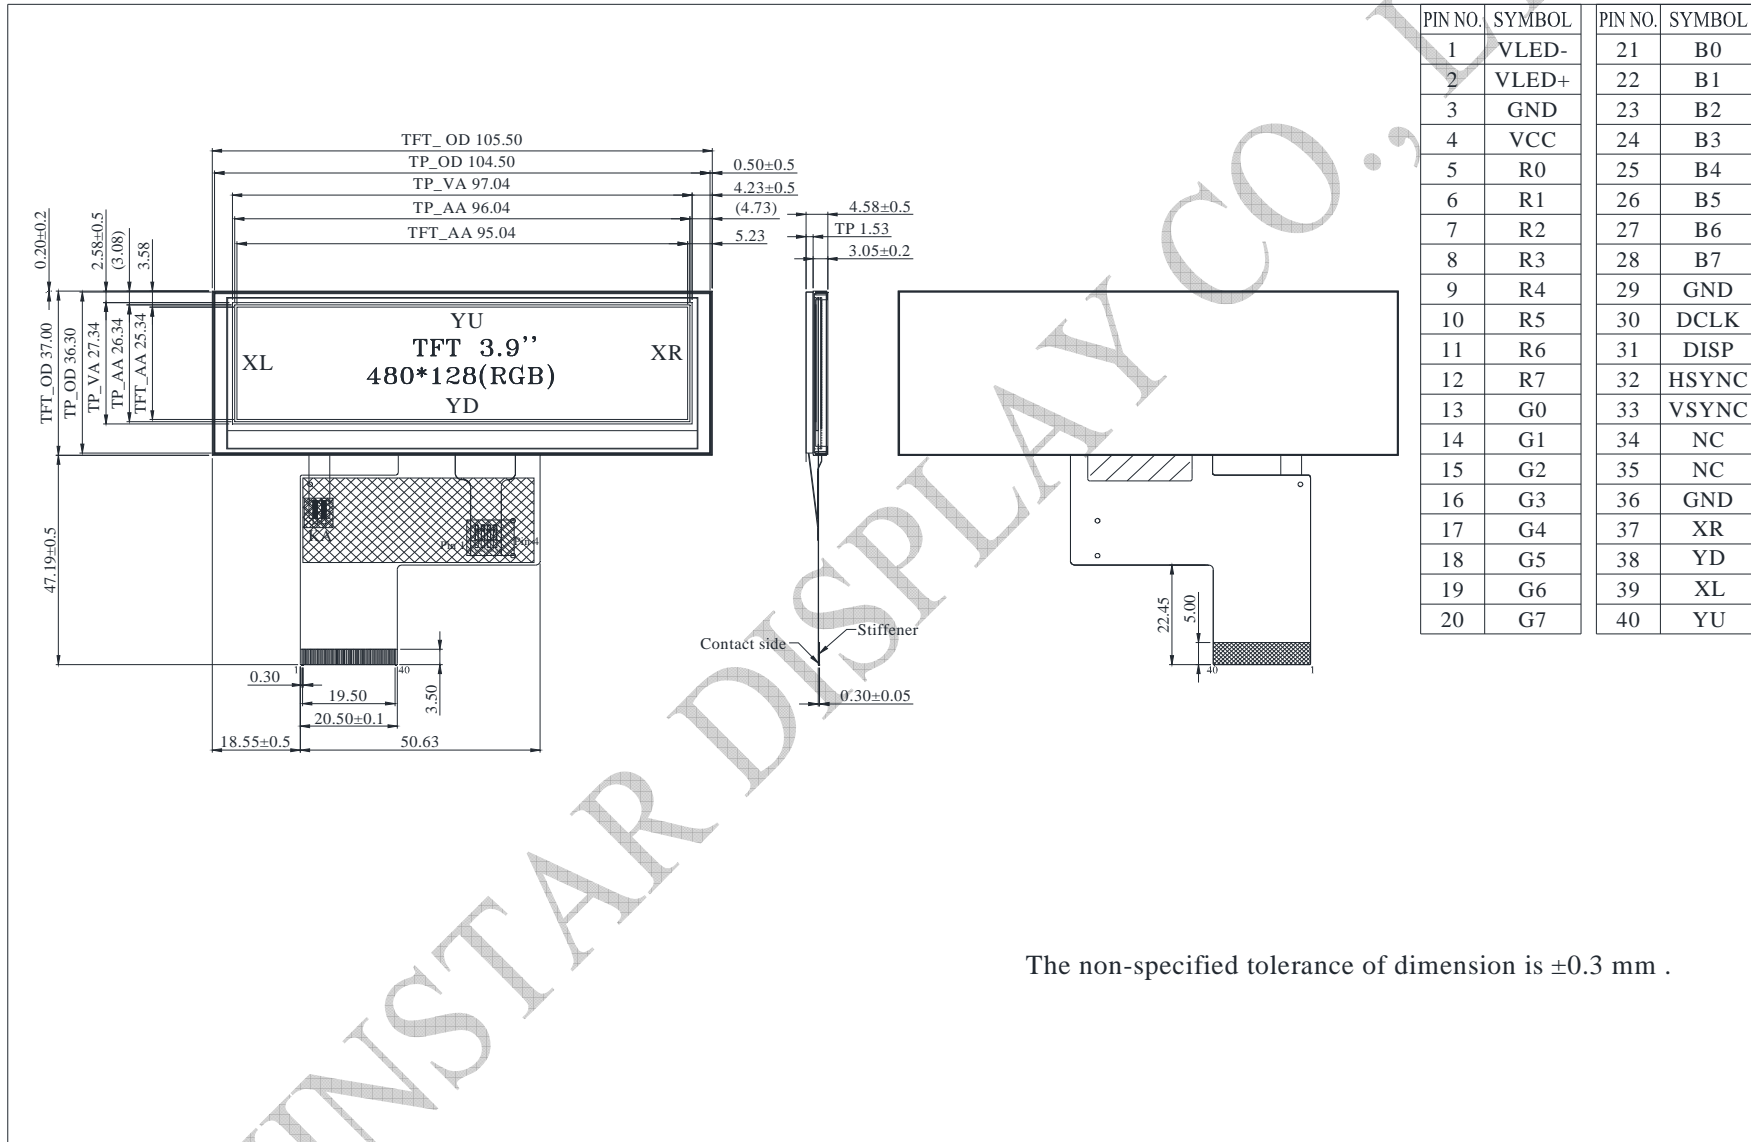 PIN NO. SYMBOL PIN NO. SYMBOL
1 VLED- 21 B0
2 VLED+ 22 B1
3 GND 23 B2
4 VCC 24 B3
5 R0 25 B4
6 R1 26 B5
7 R2 27 B6
8 R3 28 B7
9 R4 29 GND
10 R5 30 DCLK
11 R6 31 DISP
12 R7 32 HSYNC
13 G0 33 VSYNC
14 G1 34 NC
15 G2 35 NC
16 G3 36 GND
17 G4 37 XR
18 G5 38 YD
19 G6 39 XL
20 G7 40 YU
TFT_ OD 105.50
TP_OD 104.50
0.50±0.5
TP_VA 97.04
4.23±0.5
TP_AA 96.04
(4.73)
TFT_AA 95.04
5.23
0.20±0.2
2.58±0.5
(3.08)
3.58
4.58±0.5
TP 1.53
3.05±0.2
TFT_OD 37.00
TP_OD 36.30
TP_VA 27.34
TP_AA 26.34
TFT_AA 25.34
YU
TFT 3.9’’
XL
XR
480*128(RGB)
YD
47.19±0.5
KA
Pin 1
Pin 4
1
40
0.30
19.50
3.50
20.50±0.1
18.55±0.5
50.63
Contact side
Stiffener
0.30±0.05
22.45
5.00
40
1
The non-specified tolerance of dimension is ±0.3 mm .
INSTAR DISPLAY CO.,